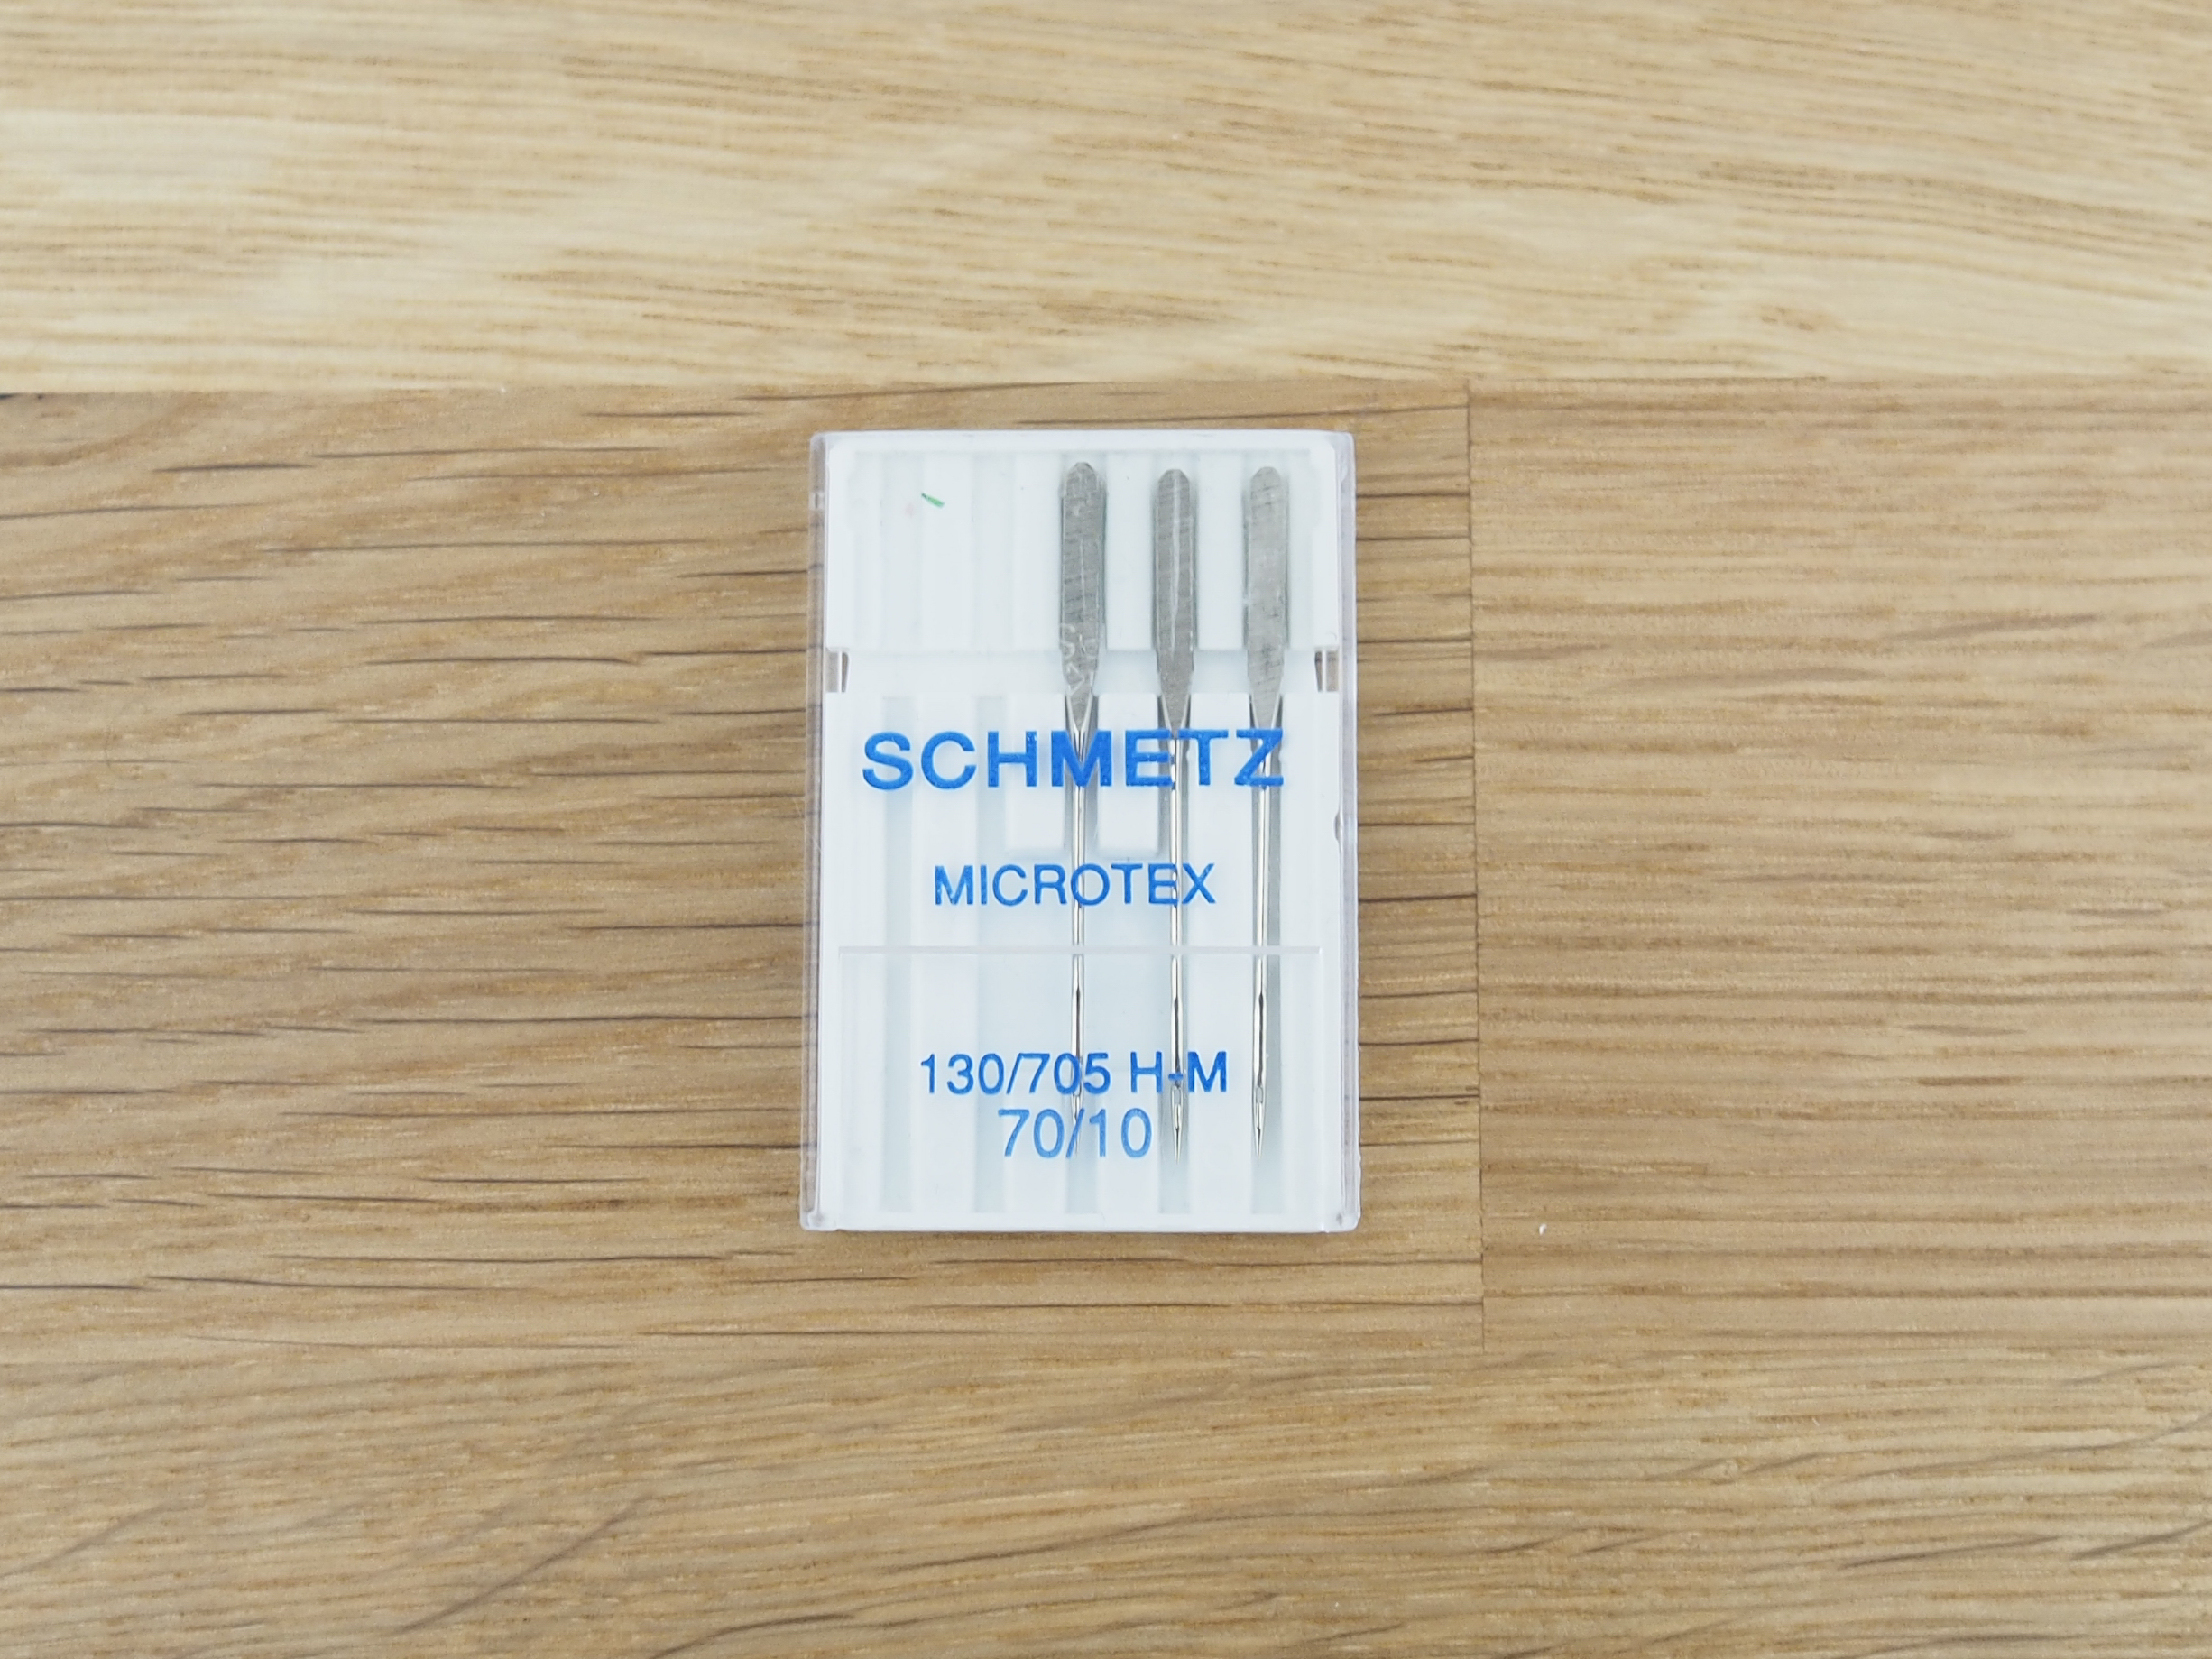 SCHMETZ
MICROTEX
130/705 H-M
70/10